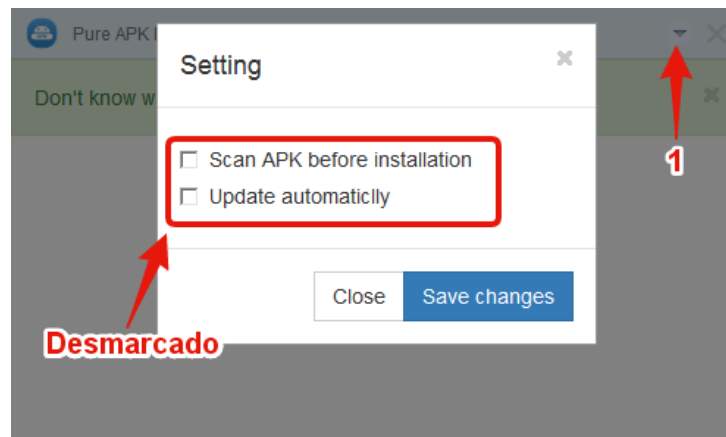 Pure APK I
Setting
Don't know w
Scan APK before installation
1
Update automaticlly
Close
Save changes
Desmarcado